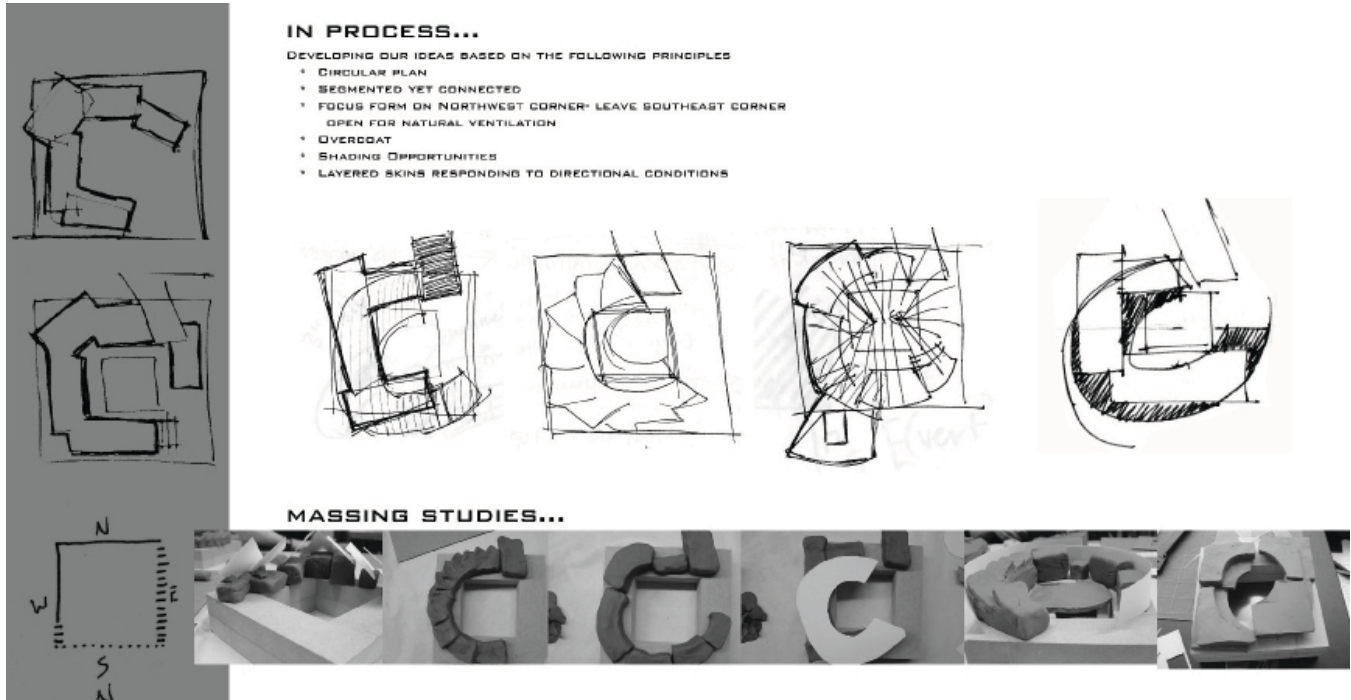 IN PROCESS...
DEVELOPING OUR IDEAS BASED ON THE FOLLOWING PRINCIPLES
* CIRCULAR PLAN
* SEGMENTED YET CONNECTED
* FOCUS FORM ON NORTHWEST CORNER- LEAVE SOUTHEAST CORNER
OPEN FOR NATURAL VENTILATION
* OVERCOAT
* SHADING OPPORTUNITIES
* LAYERED SKINS RESPONDING TO DIRECTIONAL CONDITIONS
MASSING STUDIES...
N
W
E
S
N